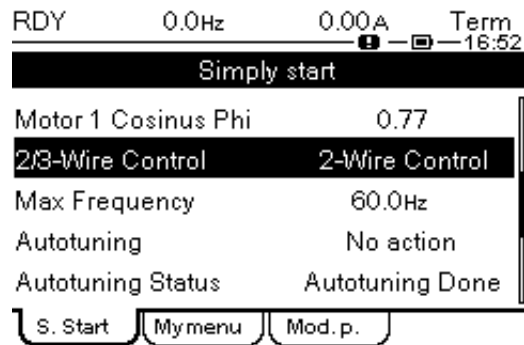 RDY 0.0Hz 0.00A Term
16:52
Simply start
Motor 1 Cosinus Phi 0.77
2/3-Wire Control 2-Wire Control
Max Frequency 60.0Hz
Autotuning No action
Autotuning Status Autotuning Done
S. Start Mymenu Mod.p.